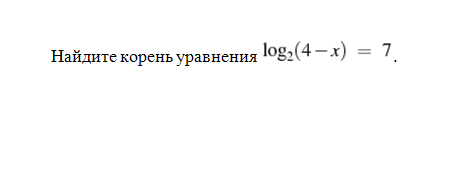 Найдите корень уравнения log₂(4−x) = 7.